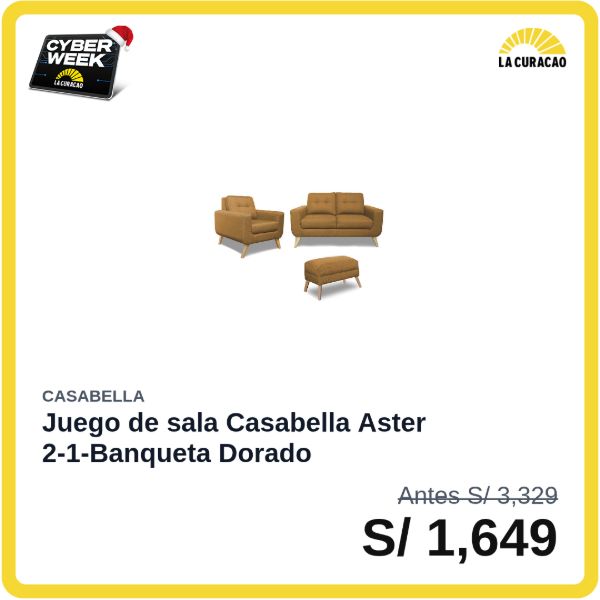 CYBER
WEEK
LA CURACAO
LA CURACAO
CASABELLA
Juego de sala Casabella Aster
2-1-Banqueta Dorado
Antes S/ 3,329
S/ 1,649